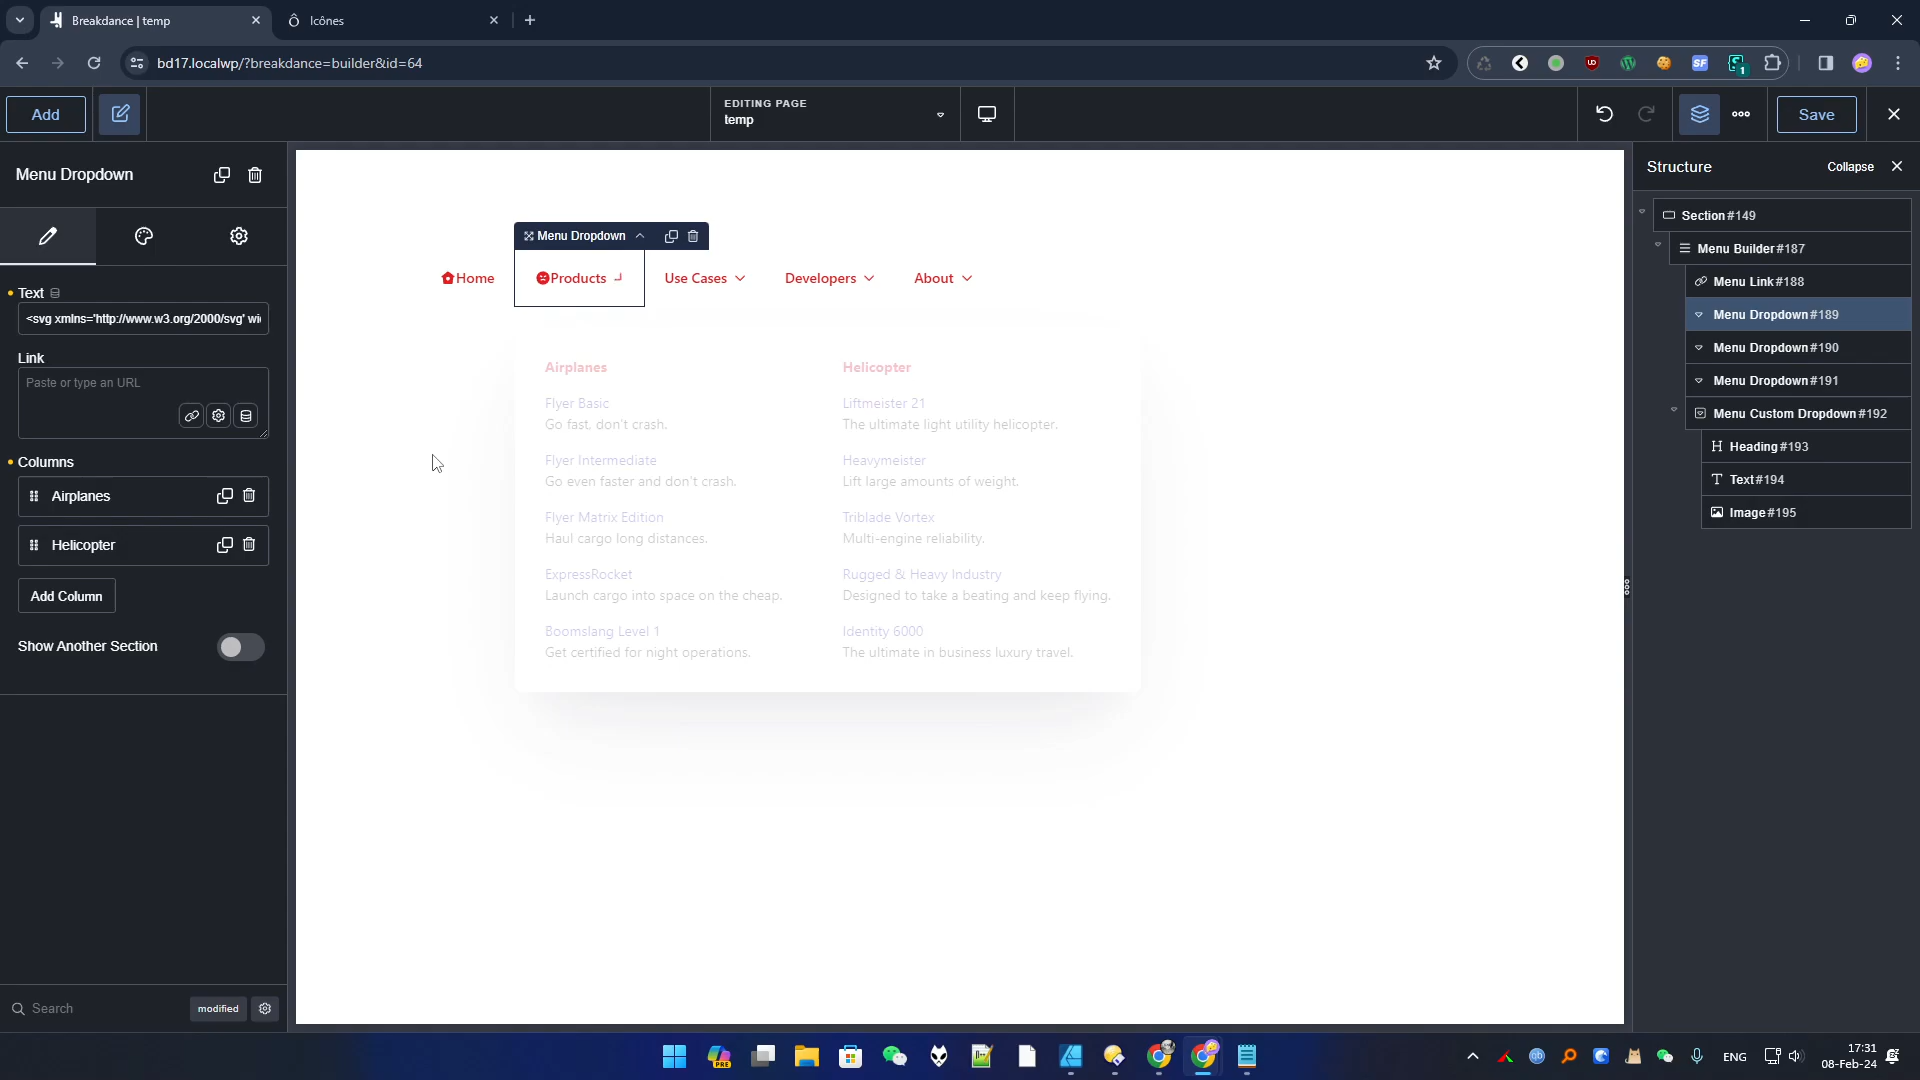 Breakdance | temp
Icônes
bd17.localwp/?breakdance=builder&id=64
Add
EDITING PAGE
temp
Save
Menu Dropdown
Text
<svg xmlns='http://www.w3.org/2000/svg' wi
Link
Paste or type an URL
Columns
Airplanes
Helicopter
Add Column
Show Another Section
Search
modified
Menu Dropdown
Home
Products
Use Cases
Developers
About
Airplanes
Flyer Basic
Go fast, don't crash.
Flyer Intermediate
Go even faster and don't crash.
Flyer Matrix Edition
Haul cargo long distances.
ExpressRocket
Launch cargo into space on the cheap.
Boomslang Level 1
Get certified for night operations.
Helicopter
Liftmeister 21
The ultimate light utility helicopter.
Heavymeister
Lift large amounts of weight.
Triblade Vortex
Multi-engine reliability.
Rugged & Heavy Industry
Designed to take a beating and keep flying.
Identity 6000
The ultimate in business luxury travel.
Structure
Collapse
Section #149
Menu Builder #187
Menu Link #188
Menu Dropdown #189
Menu Dropdown #190
Menu Dropdown #191
Menu Custom Dropdown #192
Heading #193
Text #194
Image #195
ENG
17:31
08-Feb-24